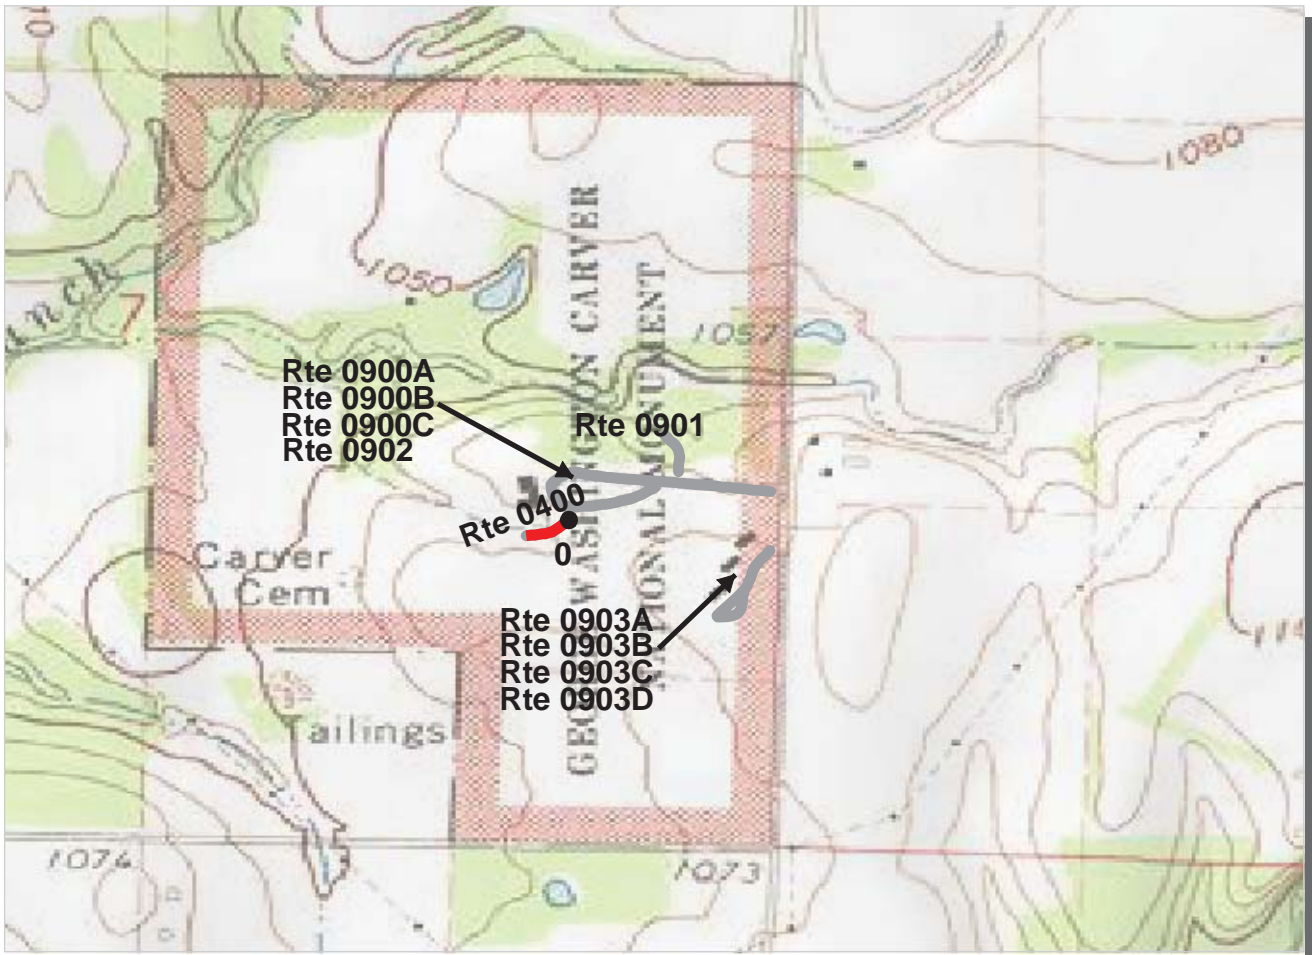 1080
1050
unch
7
1057
GEORGE WASHINGTON CARVER
NATIONAL MONUMENT
Rte 0900A
Rte 0900B
Rte 0900C
Rte 0902
Rte 0901
Rte 0400
0
Carver
Cem
Rte 0903A
Rte 0903B
Rte 0903C
Rte 0903D
Tailings
1074
1073